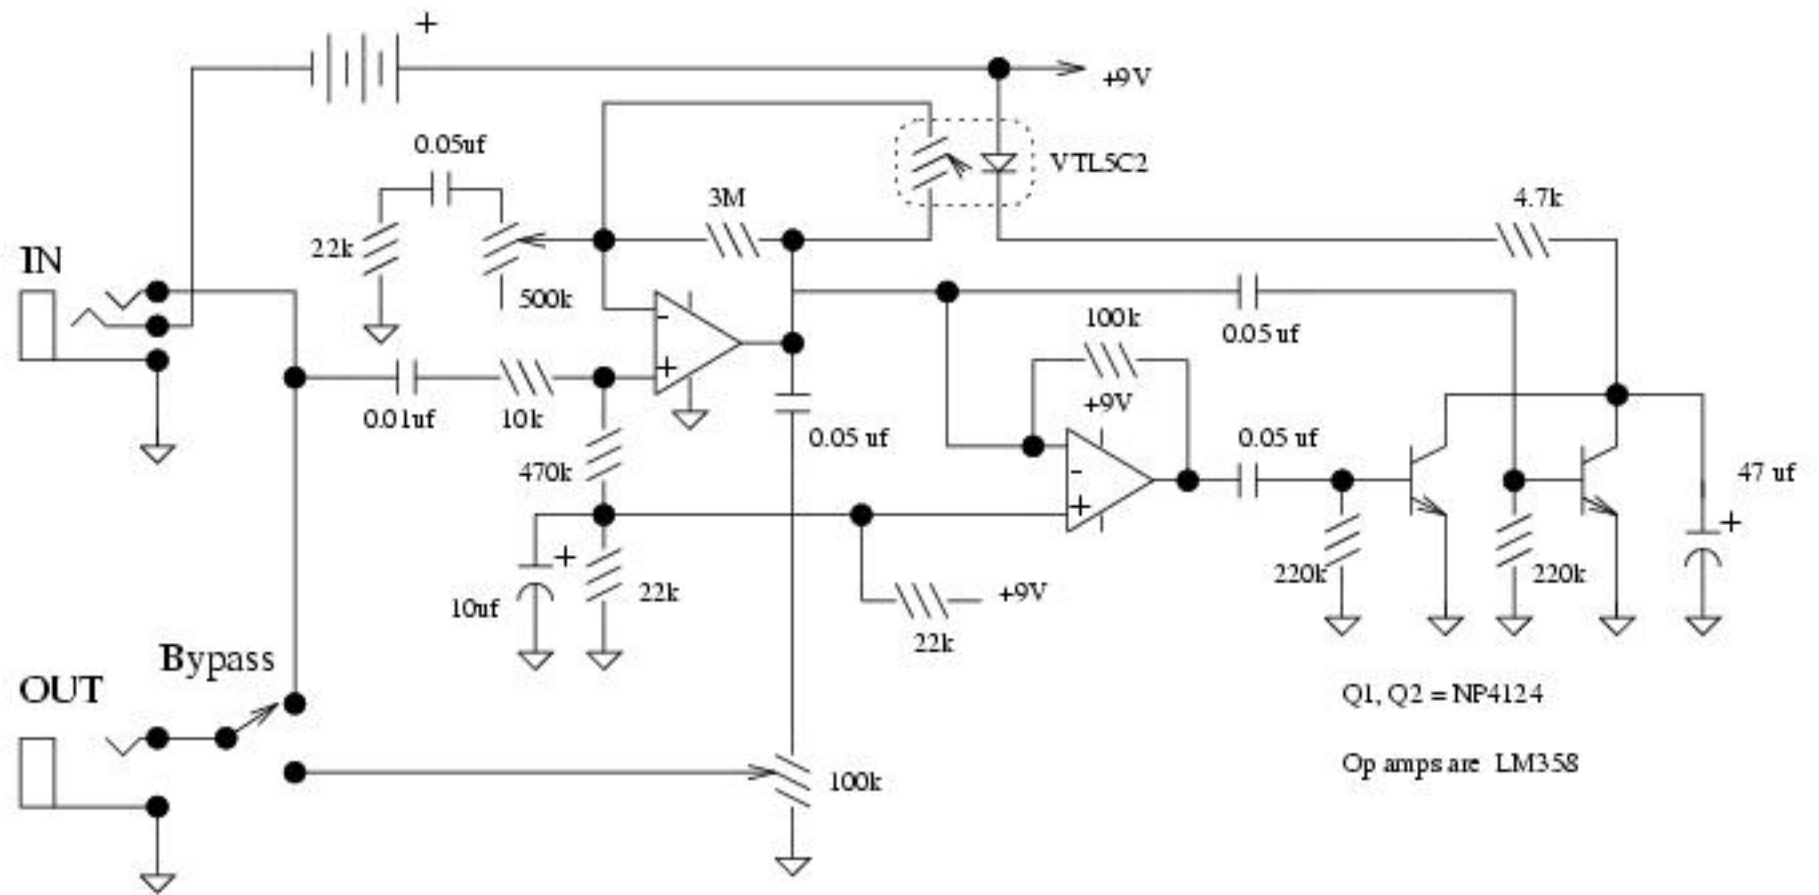 +
+9V
0.05uf
VTL5C2
3M
4.7k
22k
IN
500k
-
+
100k
0.05 uf
+9V
0.01uf
10k
0.05 uf
0.05 uf
-
+
470k
47 uf
+
+
10uf
22k
+9V
22k
220k
220k
Bypass
OUT
Q1, Q2 = NP4124
Op amps are LM358
100k